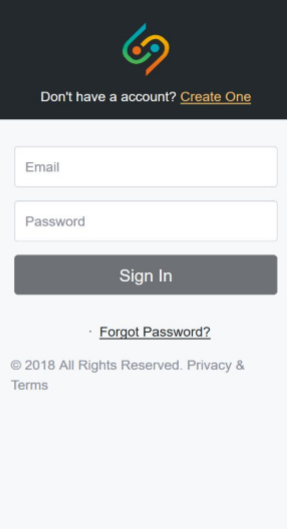 Don't have a account? Create One
Email
Password
Sign In
· Forgot Password?
© 2018 All Rights Reserved. Privacy &
Terms